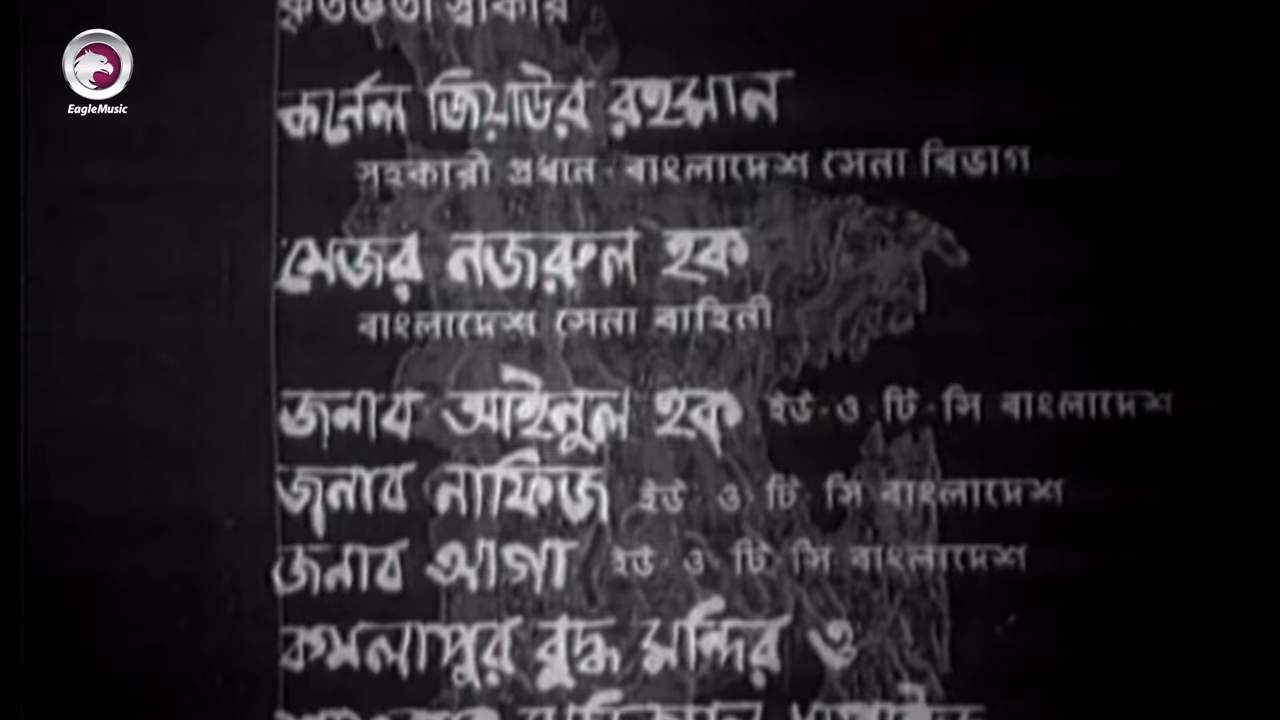 কৃতজ্ঞতা স্বীকার
EagleMusic
কর্নেল জিয়াউর রহমান
সহকারী প্রধান · বাংলাদেশ সেনা বিভাগ
মেজর নজরুল হক
বাংলাদেশ সেনা বাহিনী
জনাব আইনুল হক ইউ · ও · টি · সি বাংলাদেশ
জনাব নাফিজ ইউ · ও · টি · সি বাংলাদেশ
জনাব আগা ইউ · ও · টি · সি বাংলাদেশ
কমলাপুর বুদ্ধ মন্দির ও